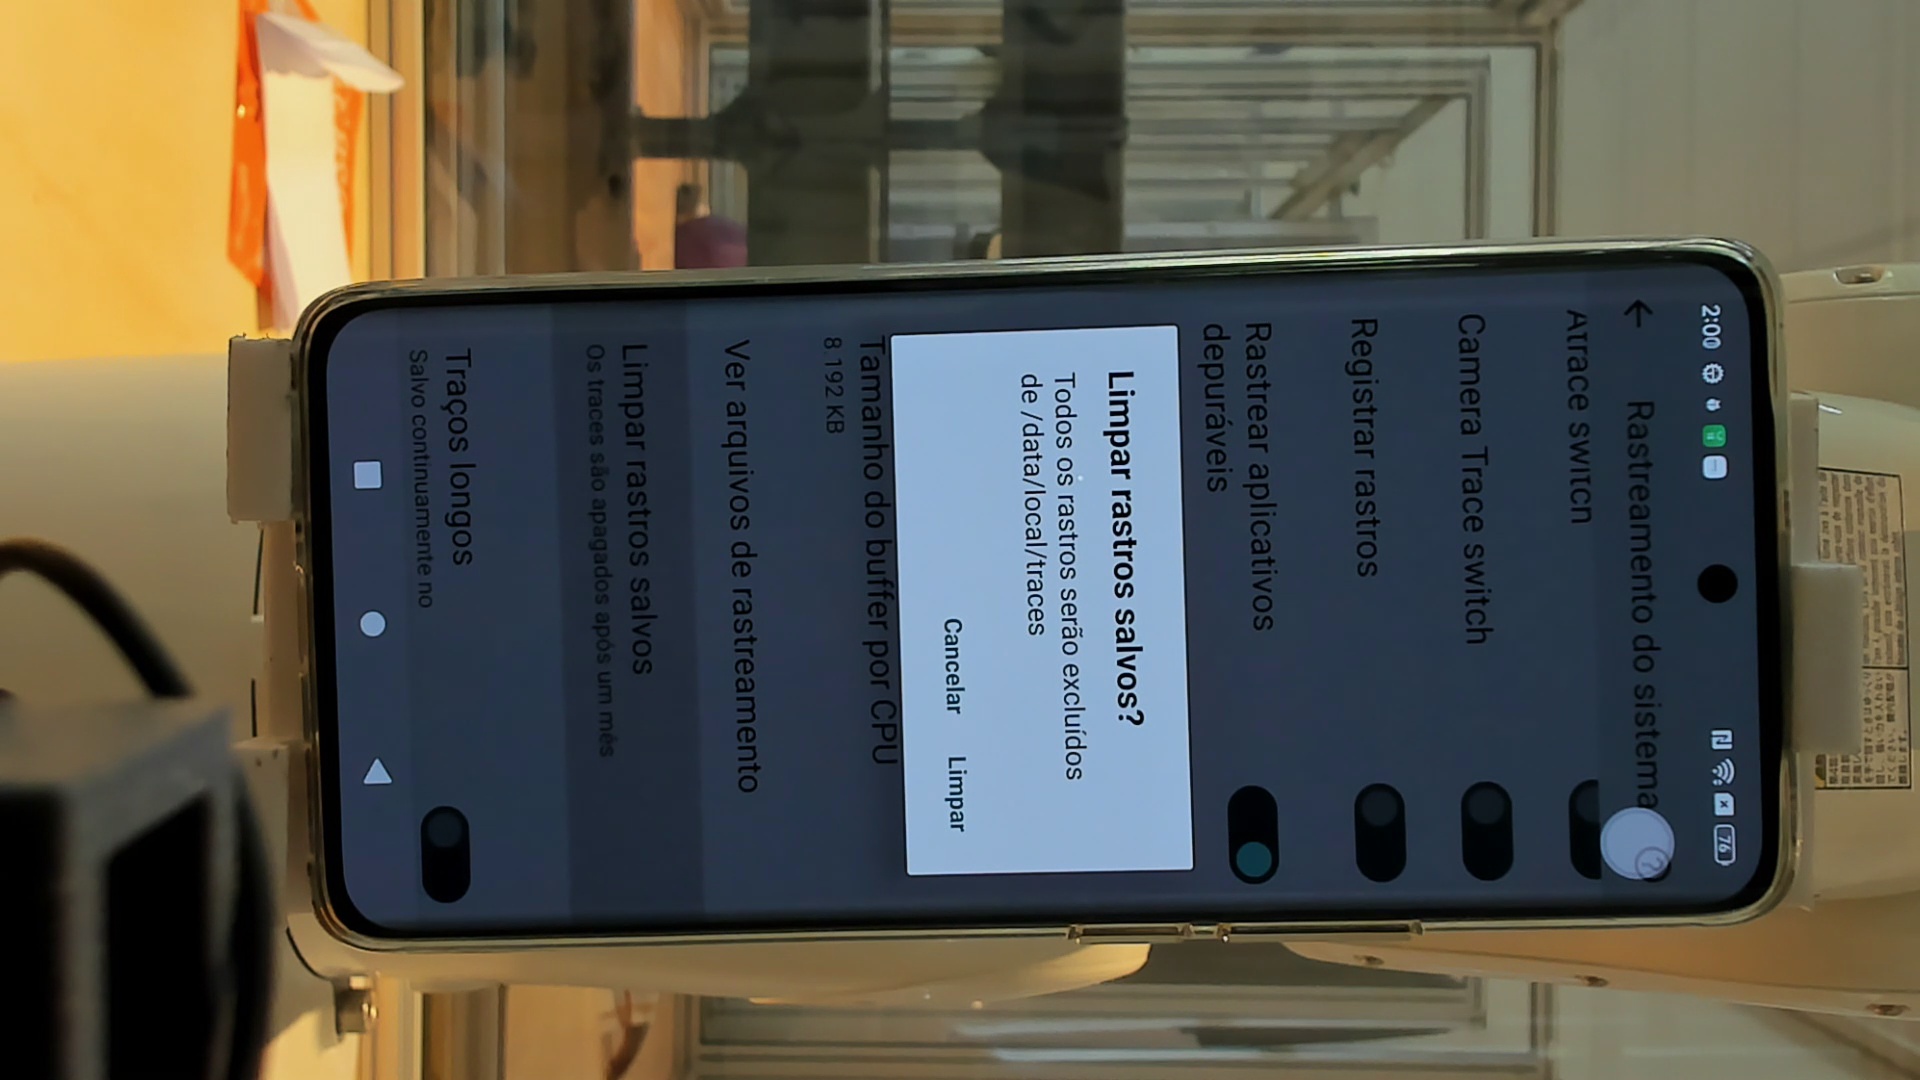 2:00
76
Rastreamento do sistema
Atrace switch
Camera Trace switch
Registrar rastros
Rastrear aplicativos
depuráveis
Limpar rastros salvos?
Todos os rastros serão excluídos
de /data/local/traces
Cancelar
Limpar
Tamanho do buffer por CPU
8.192 KB
Ver arquivos de rastreamento
Limpar rastros salvos
Os traces são apagados após um mês
Traços longos
Salvo continuamente no